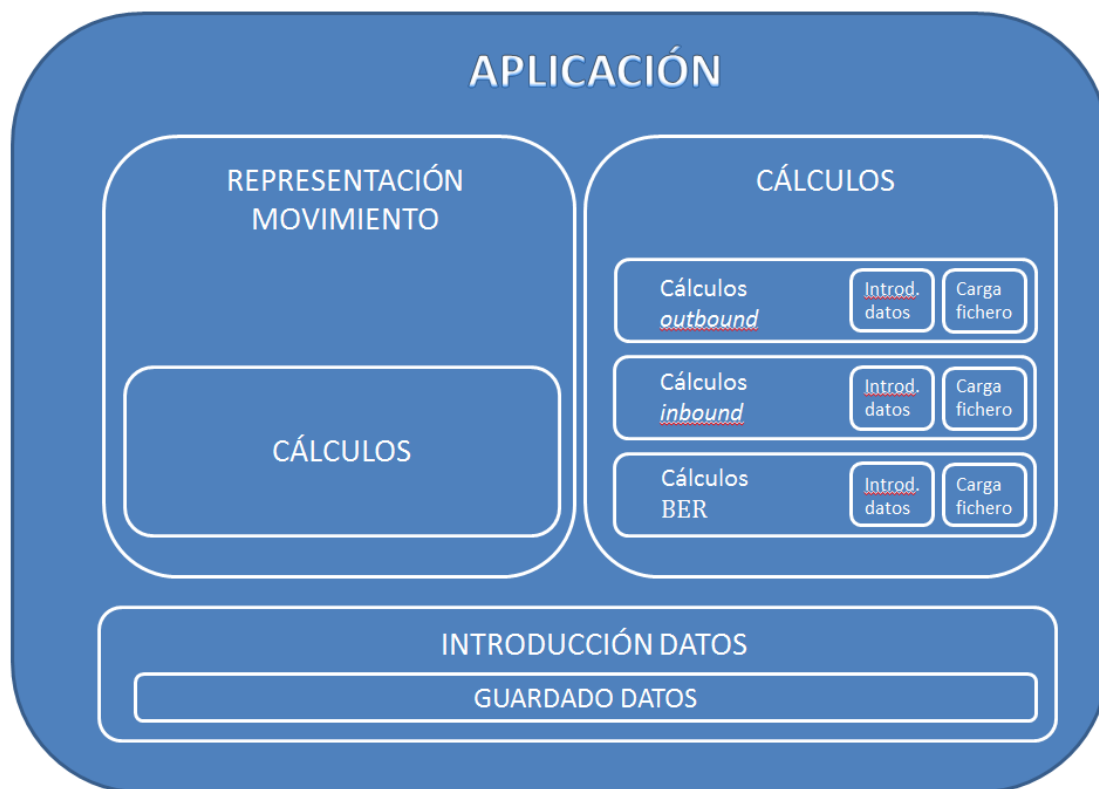 APLICACIÓN
REPRESENTACIÓN
MOVIMIENTO
CÁLCULOS
CÁLCULOS
Cálculos
outbound
Introd.
datos
Carga
fichero
Cálculos
inbound
Introd.
datos
Carga
fichero
Cálculos
BER
Introd.
datos
Carga
fichero
INTRODUCCIÓN DATOS
GUARDADO DATOS